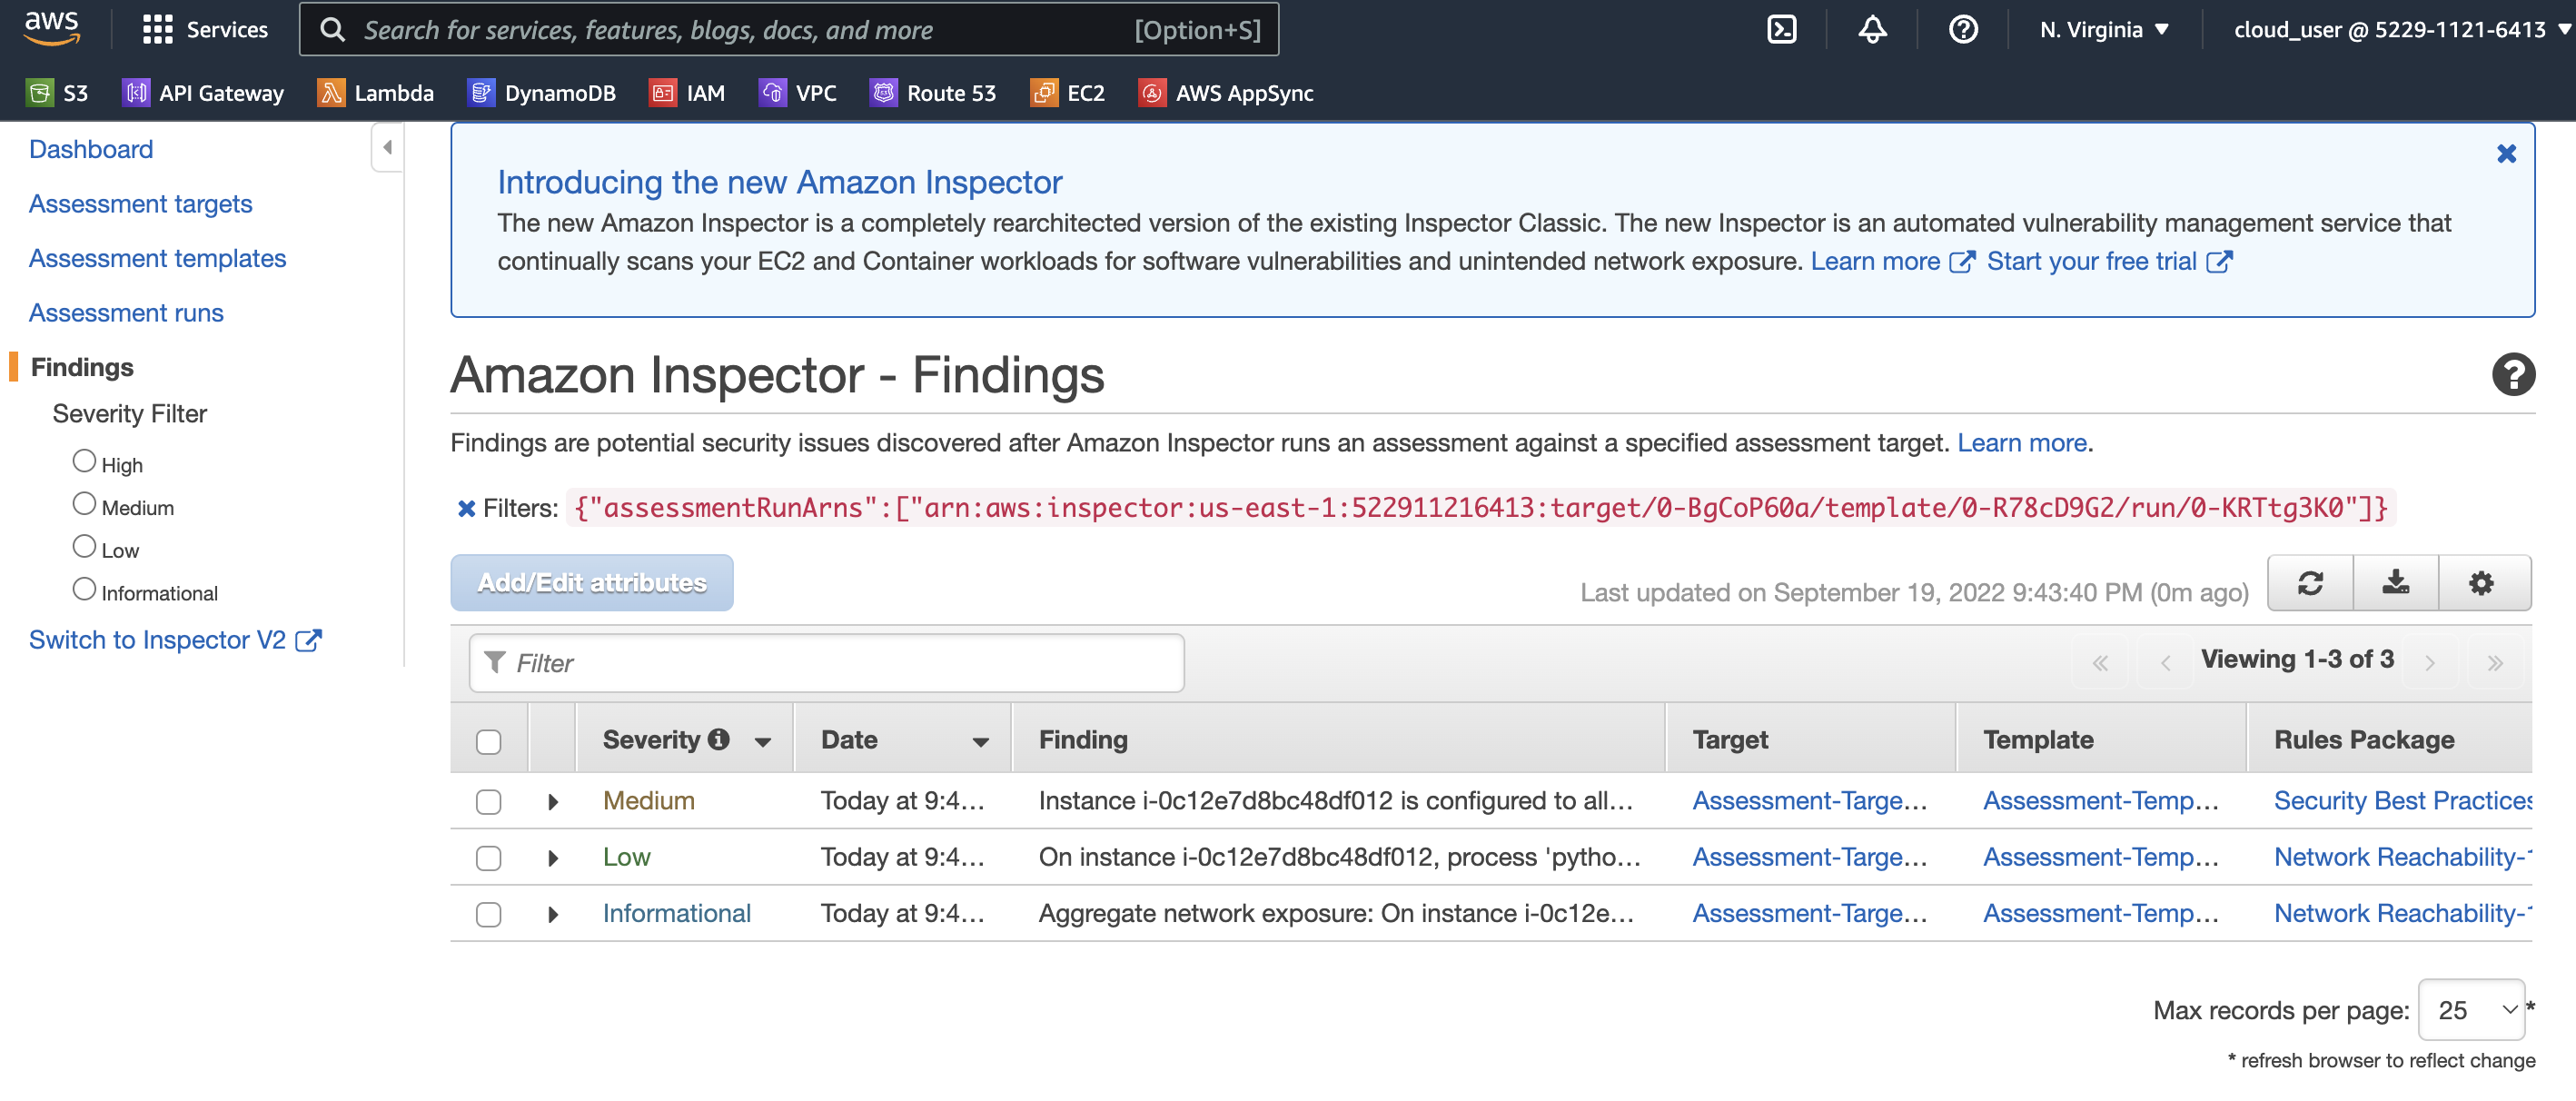 aws
Services
Search for services, features, blogs, docs, and more [Option+S]
N. Virginia
cloud_user @ 5229-1121-6413
S3 API Gateway Lambda DynamoDB IAM VPC Route 53 EC2 AWS AppSync
Dashboard
Assessment targets
Assessment templates
Assessment runs
Findings
Severity Filter
High
Medium
Low
Informational
Switch to Inspector V2
Introducing the new Amazon Inspector
The new Amazon Inspector is a completely rearchitected version of the existing Inspector Classic. The new Inspector is an automated vulnerability management service that
continually scans your EC2 and Container workloads for software vulnerabilities and unintended network exposure. Learn more Start your free trial
Amazon Inspector - Findings
Findings are potential security issues discovered after Amazon Inspector runs an assessment against a specified assessment target. Learn more.
Filters: {"assessmentRunArns":["arn:aws:inspector:us-east-1:522911216413:target/0-BgCoP60a/template/0-R78cD9G2/run/0-KRTtg3K0"]}
Add/Edit attributes
Last updated on September 19, 2022 9:43:40 PM (0m ago)
Filter
Viewing 1-3 of 3
Severity Date Finding Target Template Rules Package
Medium Today at 9:4... Instance i-0c12e7d8bc48df012 is configured to all... Assessment-Targe... Assessment-Temp... Security Best Practices
Low Today at 9:4... On instance i-0c12e7d8bc48df012, process 'pytho... Assessment-Targe... Assessment-Temp... Network Reachability-1
Informational Today at 9:4... Aggregate network exposure: On instance i-0c12e... Assessment-Targe... Assessment-Temp... Network Reachability-1
Max records per page: 25 *
* refresh browser to reflect change